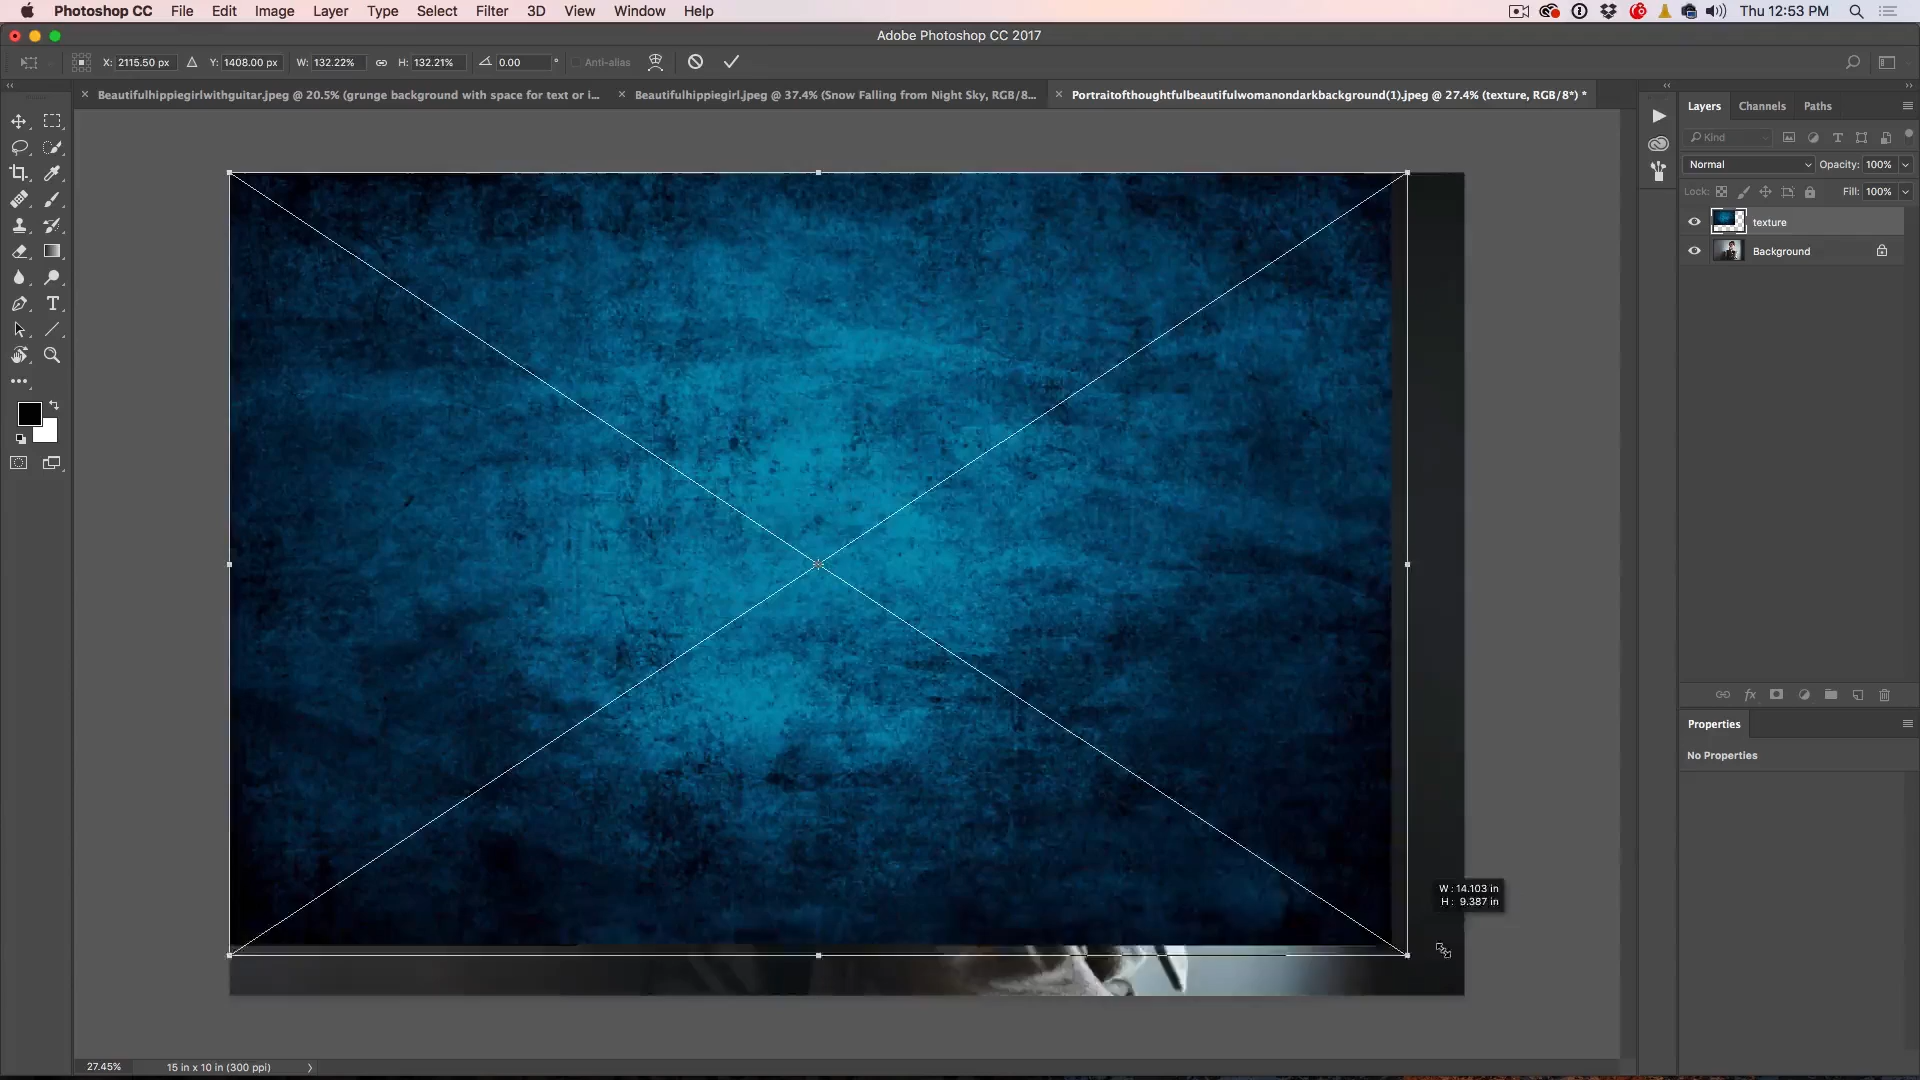 Photoshop CC File Edit Image Layer Type Select Filter 3D View Window Help Thu 12:53 PM
Adobe Photoshop CC 2017
X: 2115.50 px Y: 1408.00 px W: 132.22% H: 132.21% 0.00 ° Anti-alias
Beautifulhippiegirlwithguitar.jpeg @ 20.5% (grunge background with space for text or i... Beautifulhippiegirl.jpeg @ 37.4% (Snow Falling from Night Sky, RGB/8... Portraitofthoughtfulbeautifulwomanondarkbackground(1).jpeg @ 27.4% (texture, RGB/8*) *
Layers Channels Paths
Kind
Normal Opacity: 100%
Lock: Fill: 100%
texture
Background
Properties
No Properties
W: 14.103 in
H: 9.387 in
27.45% 15 in x 10 in (300 ppi)